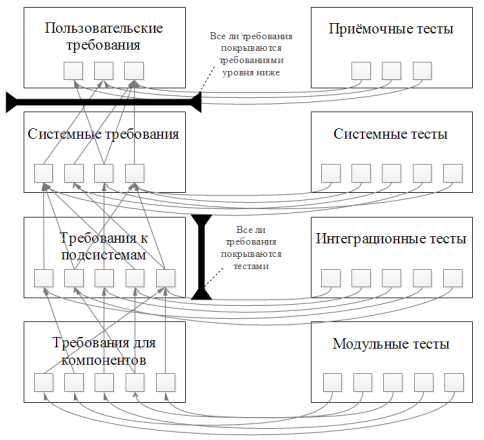 Пользовательские
требования
Приёмочные тесты
Все ли требования
покрываются
требованиями
уровня ниже
Системные требования
Системные тесты
Требования к
подсистемам
Все ли
требования
покрываются
тестами
Интеграционные тесты
Требования для
компонентов
Модульные тесты